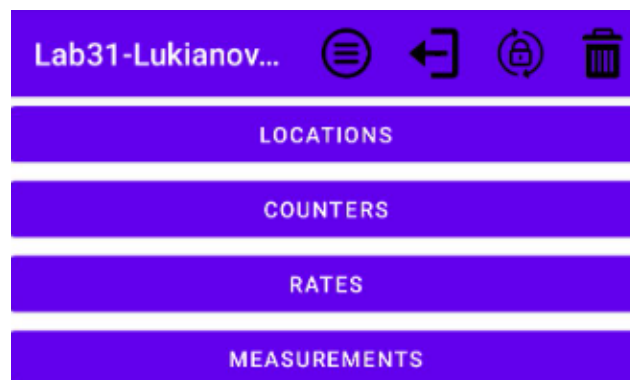 Lab31-Lukianov...
LOCATIONS
COUNTERS
RATES
MEASUREMENTS